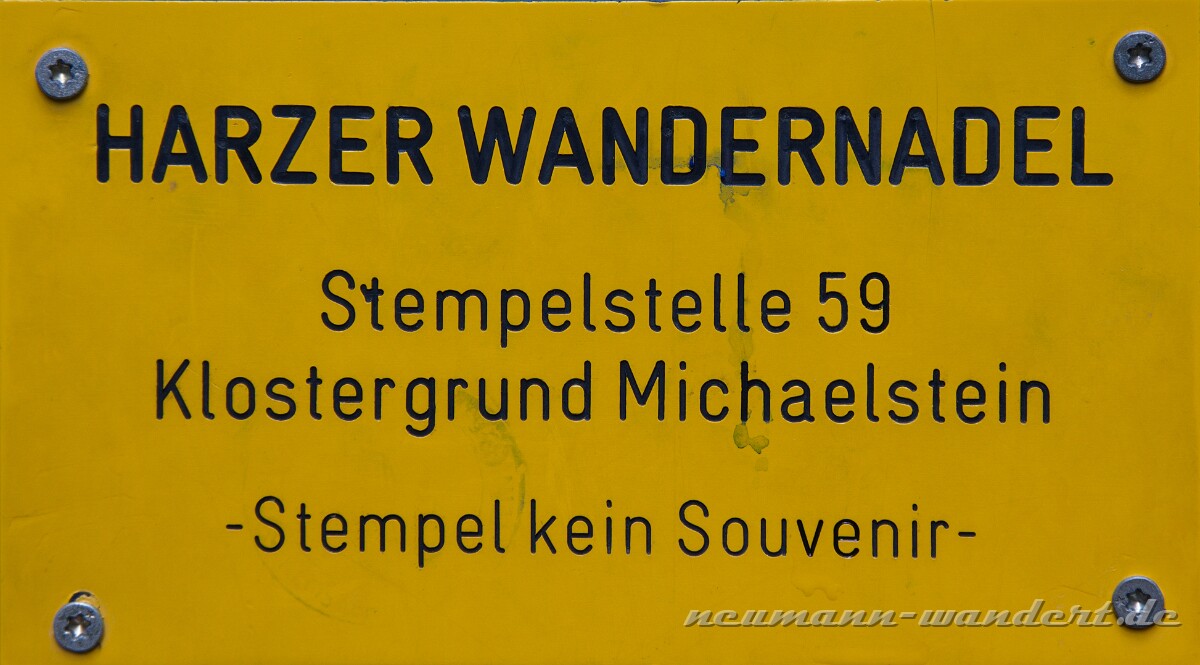 HARZER WANDERNADEL
Stempelstelle 59
Klostergrund Michaelstein
-Stempel kein Souvenir-
neumann-wandert.de